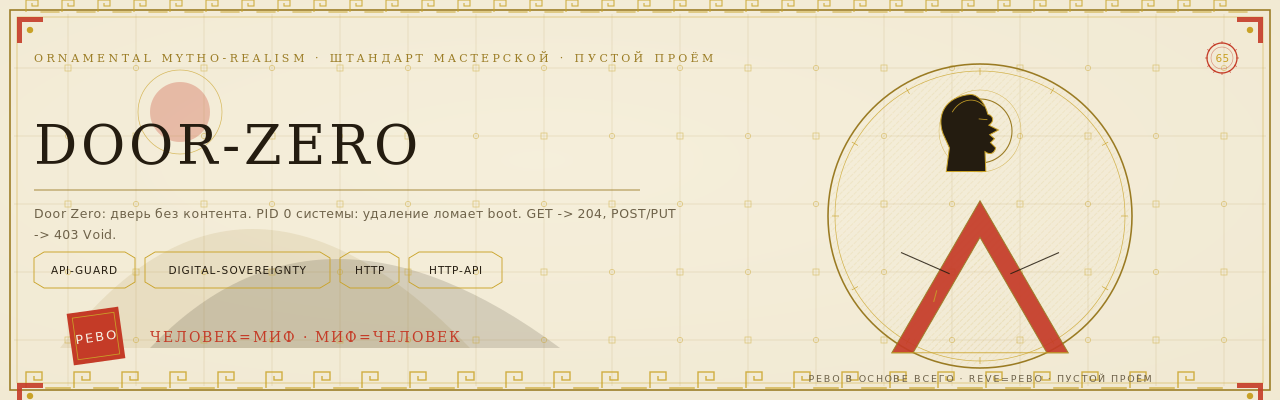 ORNAMENTAL MYTHO-REALISM · ШТАНДАРТ МАСТЕРСКОЙ · ПУСТОЙ ПРОЁМ
65
DOOR-ZERO
Door Zero: дверь без контента. PID 0 системы: удаление ломает boot. GET -> 204, POST/PUT
-> 403 Void.
API-GUARD DIGITAL-SOVEREIGNTY HTTP HTTP-API
РЕВО
ЧЕЛОВЕК=МИФ · МИФ=ЧЕЛОВЕК
РЕВО В ОСНОВЕ ВСЕГО · REVE=РЕВО · ПУСТОЙ ПРОЁМ